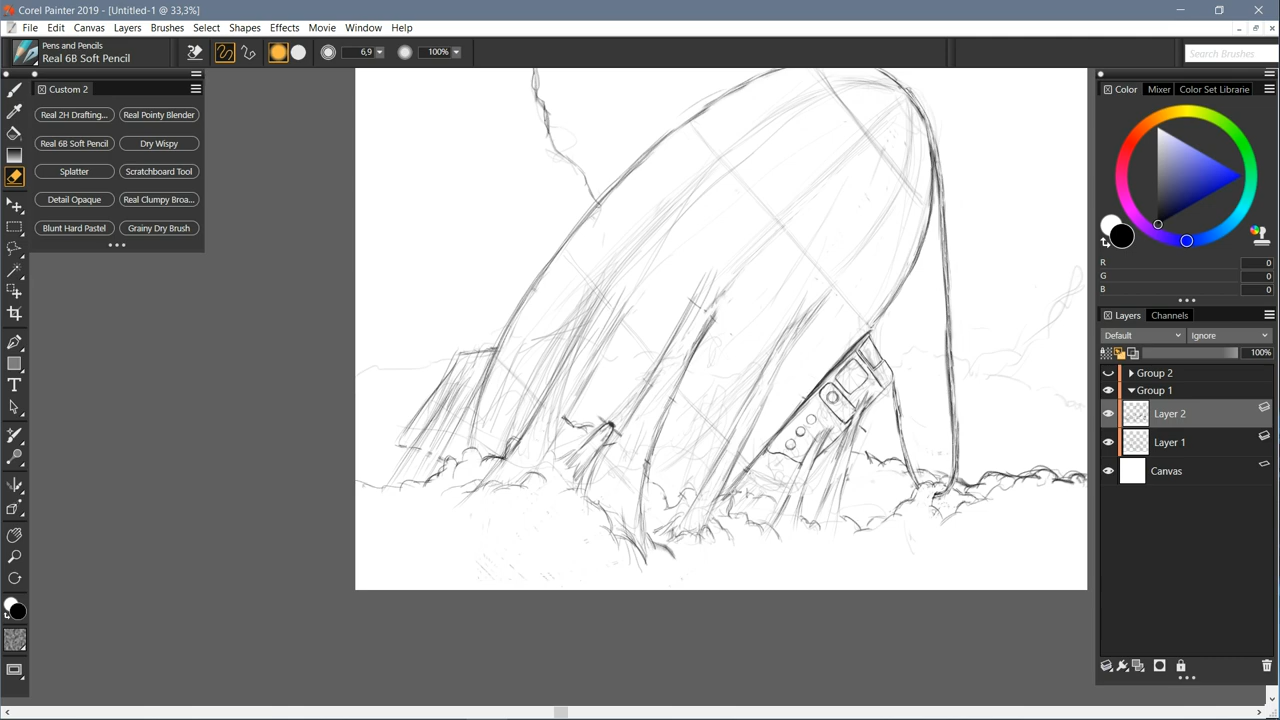 Corel Painter 2019 - [Untitled-1 @ 33,3%]
File Edit Canvas Layers Brushes Select Shapes Effects Movie Window Help
Pens and Pencils
Real 6B Soft Pencil
6,9
100%
Search Brushes
Custom 2
Real 2H Drafting... Real Pointy Blender
Real 6B Soft Pencil Dry Wispy
Splatter Scratchboard Tool
Detail Opaque Real Clumpy Broa...
Blunt Hard Pastel Grainy Dry Brush
Color Mixer Color Set Librarie
R 0
G 0
B 0
Layers Channels
Default Ignore
100%
Group 2
Group 1
Layer 2
Layer 1
Canvas